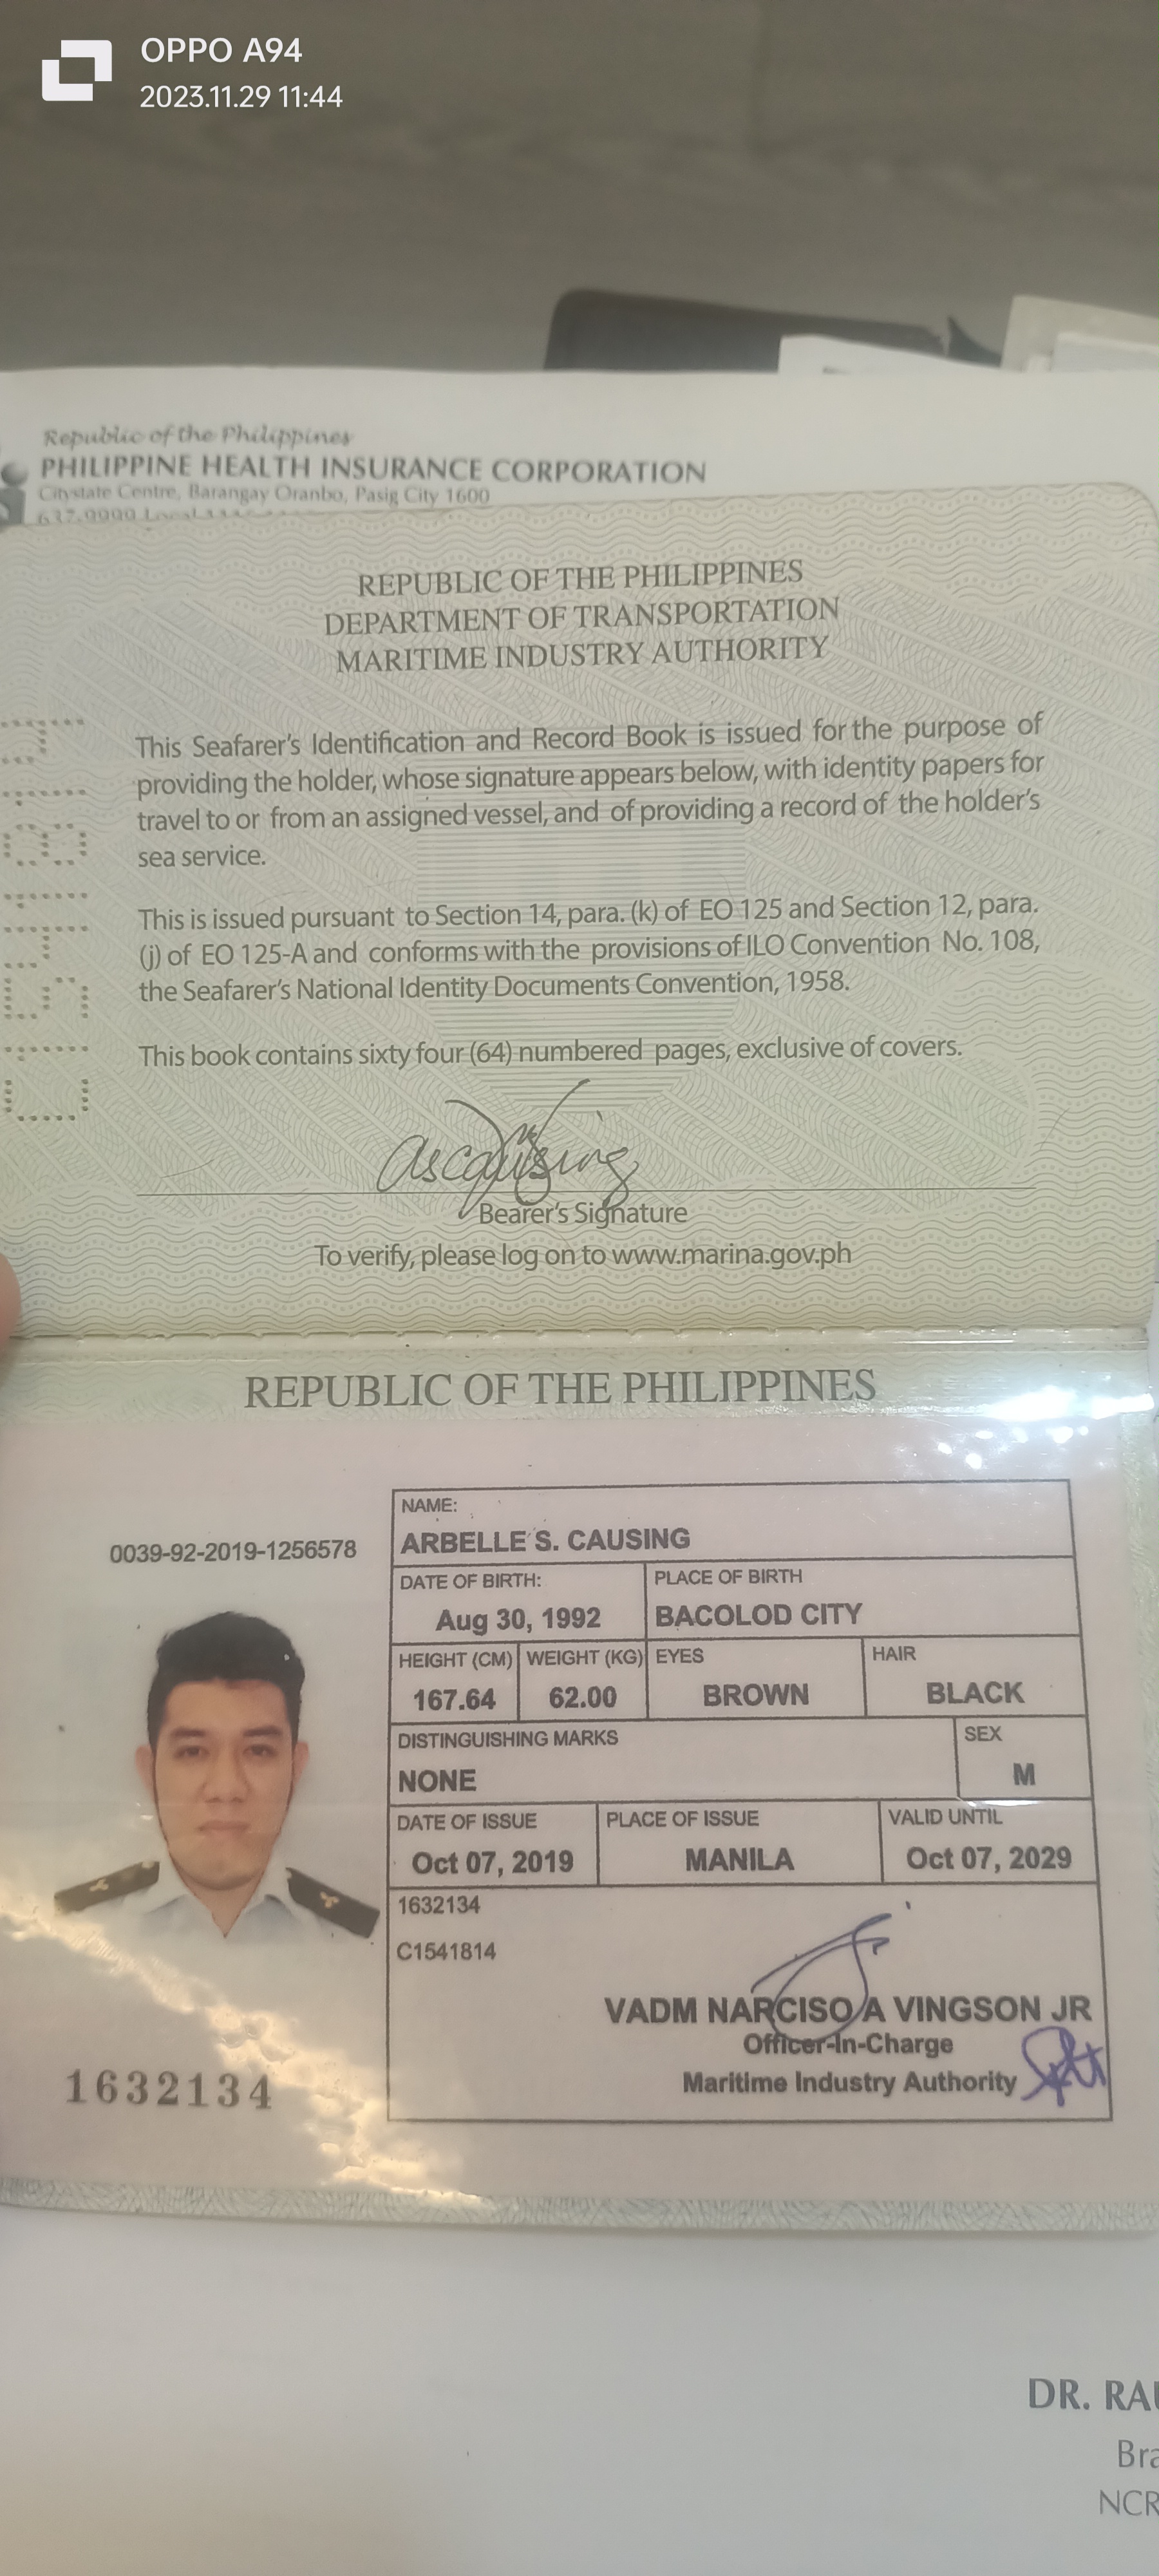 OPPO A94
2023.11.29 11:44
Republic of the Philippines
PHILIPPINE HEALTH INSURANCE CORPORATION
Citystate Centre, Barangay Oranbo, Pasig City 1600
637-9999 Local
REPUBLIC OF THE PHILIPPINES
DEPARTMENT OF TRANSPORTATION
MARITIME INDUSTRY AUTHORITY
This Seafarer's Identification and Record Book is issued for the purpose of
providing the holder, whose signature appears below, with identity papers for
travel to or from an assigned vessel, and of providing a record of the holder's
sea service.
This is issued pursuant to Section 14, para. (k) of EO 125 and Section 12, para.
(j) of EO 125-A and conforms with the provisions of ILO Convention No. 108,
the Seafarer's National Identity Documents Convention, 1958.
This book contains sixty four (64) numbered pages, exclusive of covers.
ascausing
Bearer's Signature
To verify, please log on to www.marina.gov.ph
REPUBLIC OF THE PHILIPPINES
0039-92-2019-1256578
NAME:
ARBELLE S. CAUSING
DATE OF BIRTH: PLACE OF BIRTH
Aug 30, 1992 BACOLOD CITY
HEIGHT (CM) WEIGHT (KG) EYES HAIR
167.64 62.00 BROWN BLACK
DISTINGUISHING MARKS SEX
NONE M
DATE OF ISSUE PLACE OF ISSUE VALID UNTIL
Oct 07, 2019 MANILA Oct 07, 2029
1632134
C1541814
VADM NARCISO A VINGSON JR
Officer-In-Charge
Maritime Industry Authority
1632134
DR. RAU
Bra
NCR